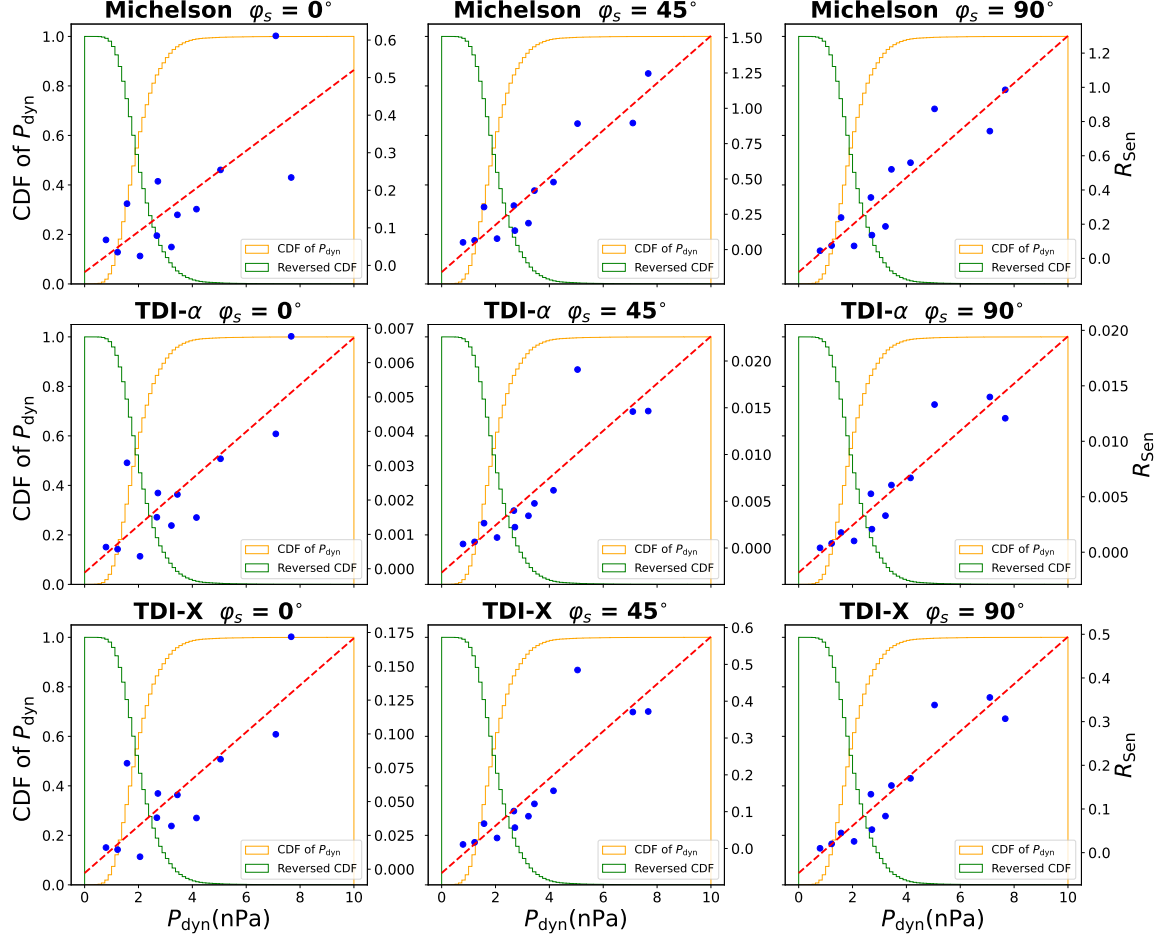 Michelson φs = 0°
Michelson φs = 45°
Michelson φs = 90°
CDF of Pdyn
1.0
0.8
0.6
0.4
0.2
0.0
0.6
0.5
0.4
0.3
0.2
0.1
0.0
CDF of Pdyn
Reversed CDF
1.50
1.25
1.00
0.75
0.50
0.25
0.00
CDF of Pdyn
Reversed CDF
1.2
1.0
0.8
0.6
0.4
0.2
0.0
RSen
CDF of Pdyn
Reversed CDF
TDI-α φs = 0°
TDI-α φs = 45°
TDI-α φs = 90°
CDF of Pdyn
1.0
0.8
0.6
0.4
0.2
0.0
0.007
0.006
0.005
0.004
0.003
0.002
0.001
0.000
CDF of Pdyn
Reversed CDF
0.020
0.015
0.010
0.005
0.000
CDF of Pdyn
Reversed CDF
0.020
0.015
0.010
0.005
0.000
RSen
CDF of Pdyn
Reversed CDF
TDI-X φs = 0°
TDI-X φs = 45°
TDI-X φs = 90°
CDF of Pdyn
1.0
0.8
0.6
0.4
0.2
0.0
0.175
0.150
0.125
0.100
0.075
0.050
0.025
0.000
CDF of Pdyn
Reversed CDF
0.6
0.5
0.4
0.3
0.2
0.1
0.0
CDF of Pdyn
Reversed CDF
0.5
0.4
0.3
0.2
0.1
0.0
RSen
CDF of Pdyn
Reversed CDF
0 2 4 6 8 10
0 2 4 6 8 10
0 2 4 6 8 10
Pdyn(nPa)
Pdyn(nPa)
Pdyn(nPa)